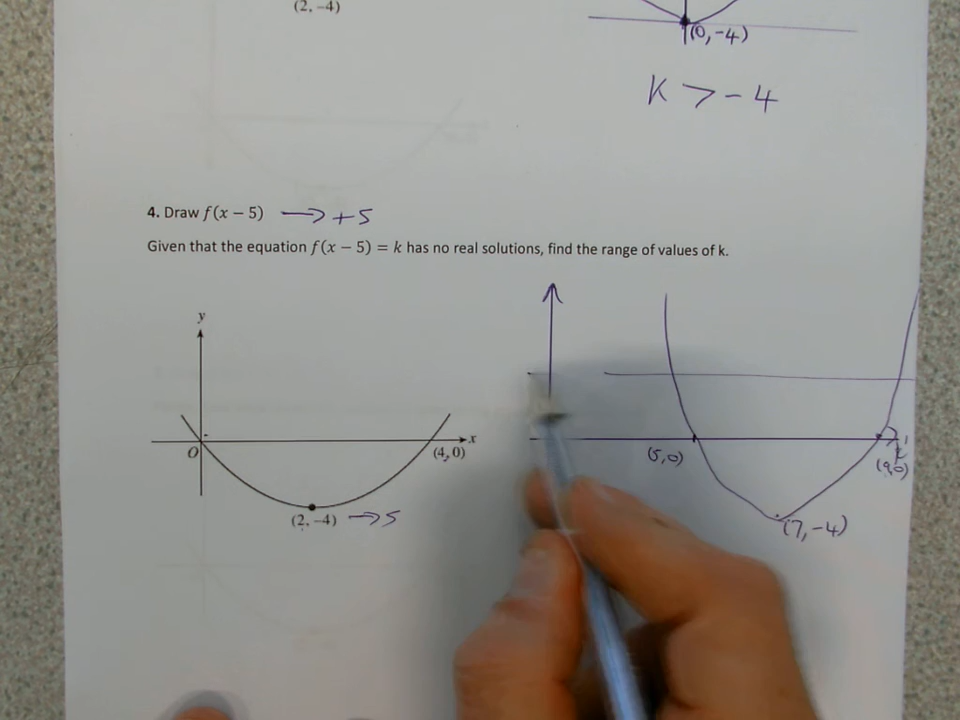 (2, –4)
(0, -4)
K > -4
4. Draw f(x – 5) → +5
Given that the equation f(x – 5) = k has no real solutions, find the range of values of k.
y
O
x
(4, 0)
(2, –4) → 5
(5, 0)
(9, 0)
(7, -4)